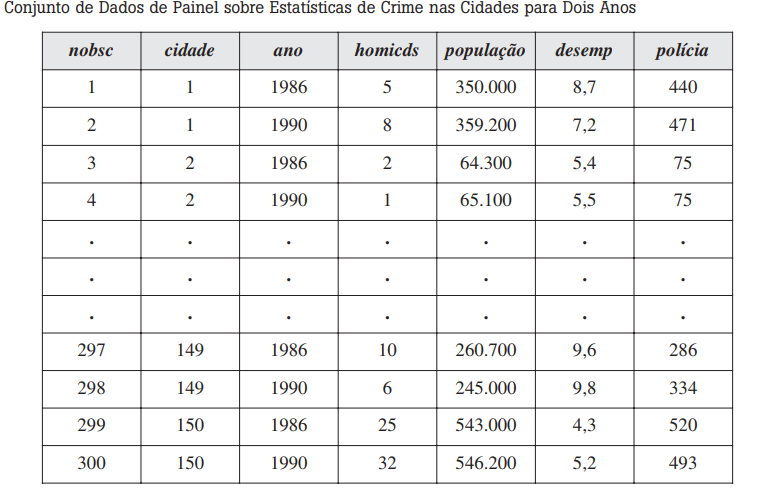 Conjunto de Dados de Painel sobre Estatísticas de Crime nas Cidades para Dois Anos
nobsc cidade ano homicds população desemp polícia
1 1 1986 5 350.000 8,7 440
2 1 1990 8 359.200 7,2 471
3 2 1986 2 64.300 5,4 75
4 2 1990 1 65.100 5,5 75
. . . . . . .
. . . . . . .
. . . . . . .
297 149 1986 10 260.700 9,6 286
298 149 1990 6 245.000 9,8 334
299 150 1986 25 543.000 4,3 520
300 150 1990 32 546.200 5,2 493